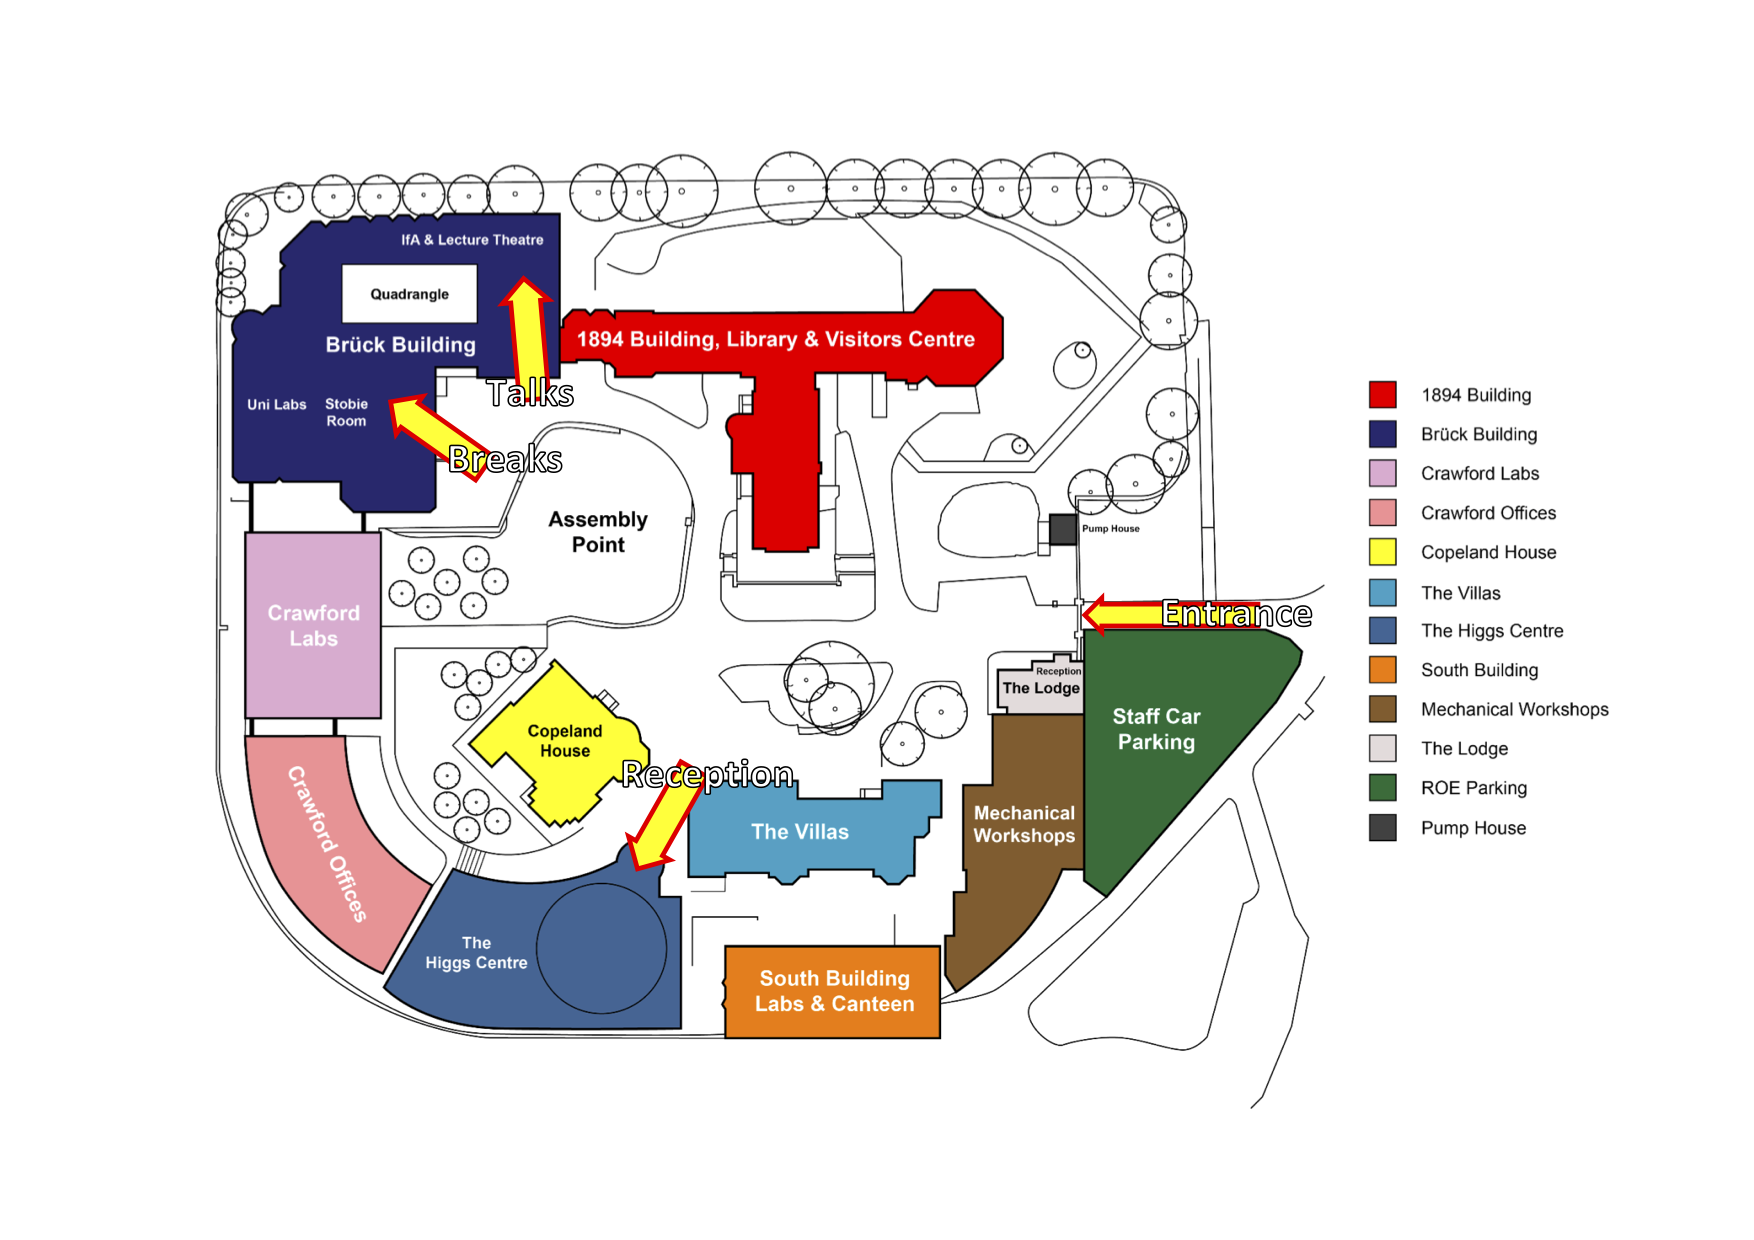 IfA & Lecture Theatre
Quadrangle
Brück Building
1894 Building, Library & Visitors Centre
Talks
Uni Labs
Stobie
Room
Breaks
Assembly
Point
Pump House
Crawford
Labs
Entrance
Reception
The Lodge
Staff Car
Parking
Copeland
House
Reception
The Villas
Mechanical
Workshops
Crawford Offices
The
Higgs Centre
South Building
Labs & Canteen
1894 Building
Brück Building
Crawford Labs
Crawford Offices
Copeland House
The Villas
The Higgs Centre
South Building
Mechanical Workshops
The Lodge
ROE Parking
Pump House